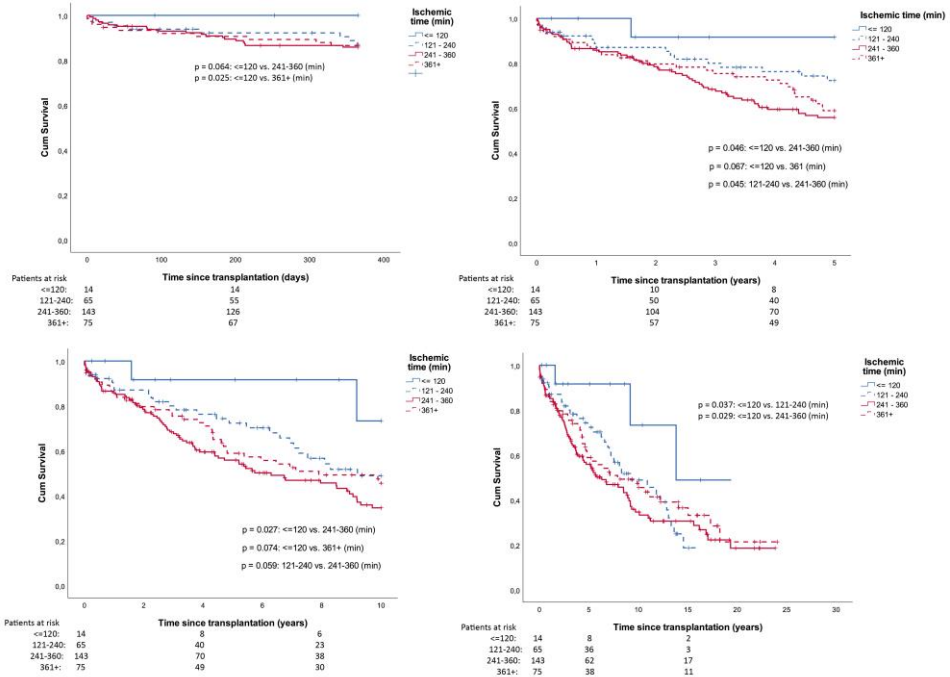 Ischemic
time (min)
<= 120
121 - 240
241 - 360
361+
1,0
0,8
0,6
0,4
0,2
0,0
Cum Survival
p = 0.064: <=120 vs. 241-360 (min)
p = 0.025: <=120 vs. 361+ (min)
0 100 200 300 400
Time since transplantation (days)
Patients at risk
<=120: 14 14
121-240: 65 55
241-360: 143 126
361+: 75 67
Ischemic time (min)
<= 120
121 - 240
241 - 360
361+
1,0
0,8
0,6
0,4
0,2
0,0
Cum Survival
p = 0.046: <=120 vs. 241-360 (min)
p = 0.067: <=120 vs. 361 (min)
p = 0.045: 121-240 vs. 241-360 (min)
0 1 2 3 4 5
Time since transplantation (years)
Patients at risk
<=120: 14 10 8
121-240: 65 50 40
241-360: 143 104 70
361+: 75 57 49
Ischemic
time (min)
<= 120
121 - 240
241 - 360
361+
1,0
0,8
0,6
0,4
0,2
0,0
Cum Survival
p = 0.027: <=120 vs. 241-360 (min)
p = 0.074: <=120 vs. 361+ (min)
p = 0.059: 121-240 vs. 241-360 (min)
0 2 4 6 8 10
Time since transplantation (years)
Patients at risk
<=120: 14 8 6
121-240: 65 40 23
241-360: 143 70 38
361+: 75 49 30
Ischemic
time (min)
<= 120
121 - 240
241 - 360
361+
1,0
0,8
0,6
0,4
0,2
0,0
Cum Survival
p = 0.037: <=120 vs. 121-240 (min)
p = 0.029: <=120 vs. 241-360 (min)
0 5 10 15 20 25 30
Time since transplantation (years)
Patients at risk
<=120: 14 8 2
121-240: 65 36 3
241-360: 143 62 17
361+: 75 38 11